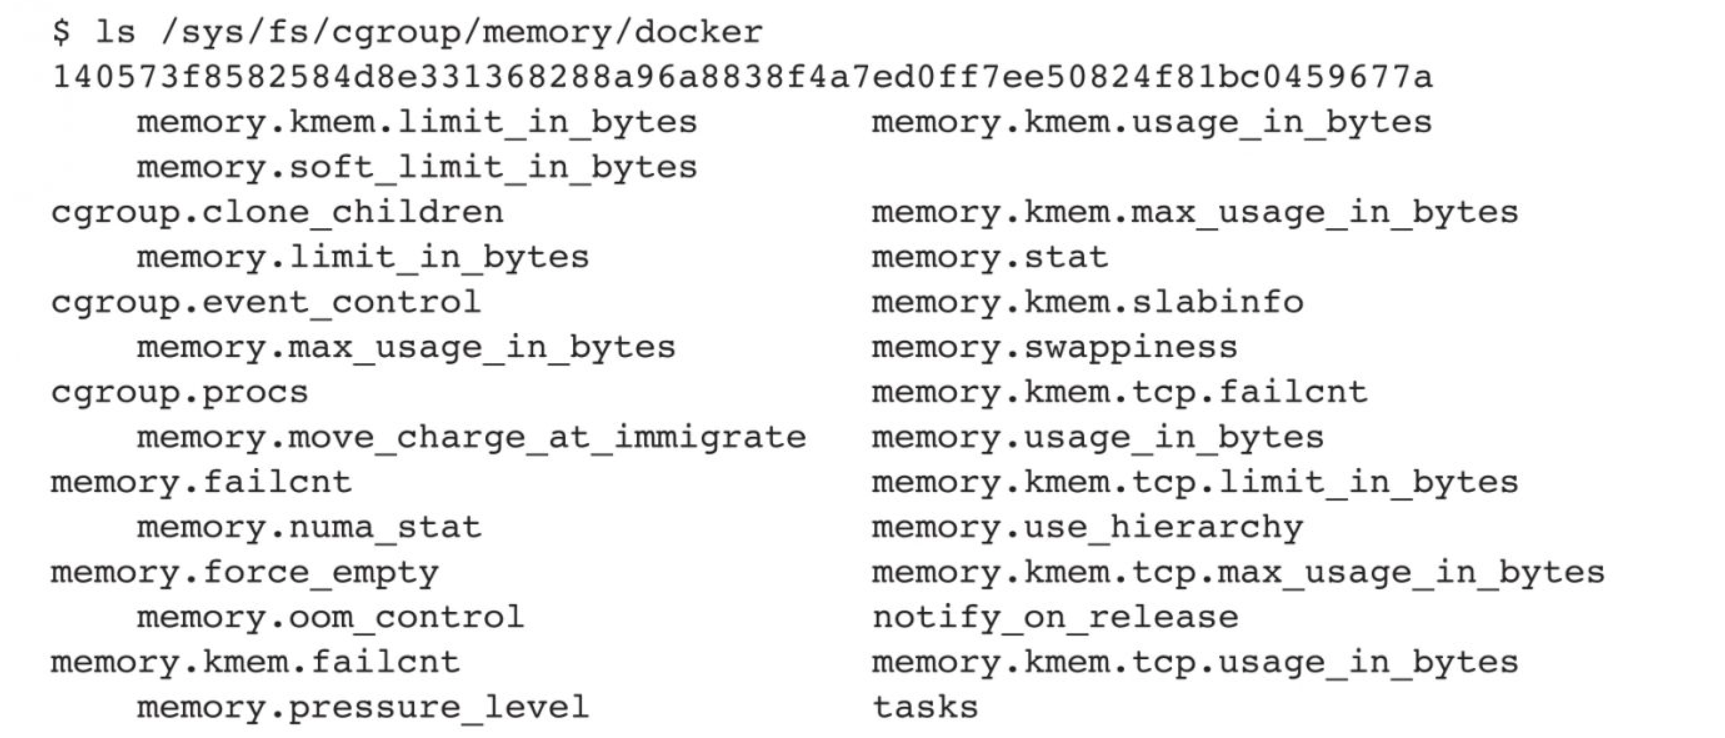 $ ls /sys/fs/cgroup/memory/docker
140573f8582584d8e331368288a96a8838f4a7ed0ff7ee50824f81bc0459677a
    memory.kmem.limit_in_bytes        memory.kmem.usage_in_bytes
    memory.soft_limit_in_bytes
cgroup.clone_children                 memory.kmem.max_usage_in_bytes
    memory.limit_in_bytes             memory.stat
cgroup.event_control                  memory.kmem.slabinfo
    memory.max_usage_in_bytes         memory.swappiness
cgroup.procs                          memory.kmem.tcp.failcnt
    memory.move_charge_at_immigrate   memory.usage_in_bytes
memory.failcnt                        memory.kmem.tcp.limit_in_bytes
    memory.numa_stat                  memory.use_hierarchy
memory.force_empty                    memory.kmem.tcp.max_usage_in_bytes
    memory.oom_control                notify_on_release
memory.kmem.failcnt                   memory.kmem.tcp.usage_in_bytes
    memory.pressure_level             tasks